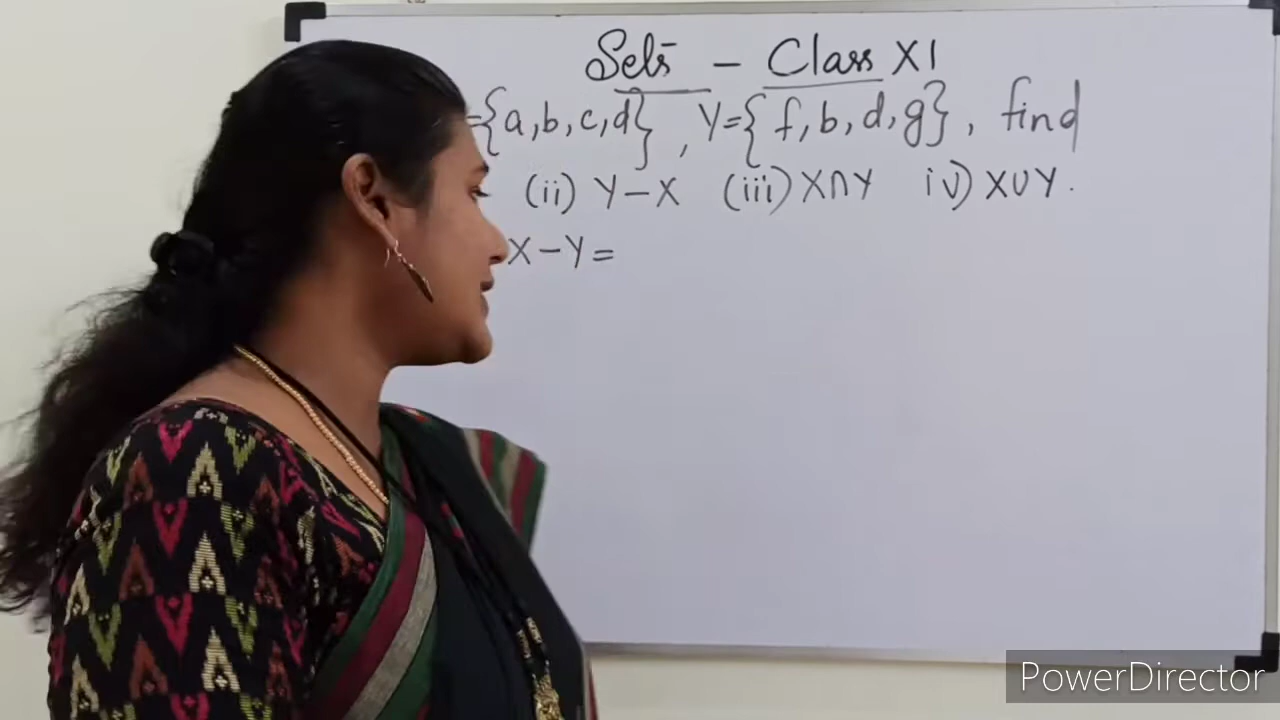 Sets - Class XI
={a,b,c,d}, Y={f,b,d,g}, find
(ii) Y-X (iii) X∩Y iv) X∪Y.
X-Y=
PowerDirector